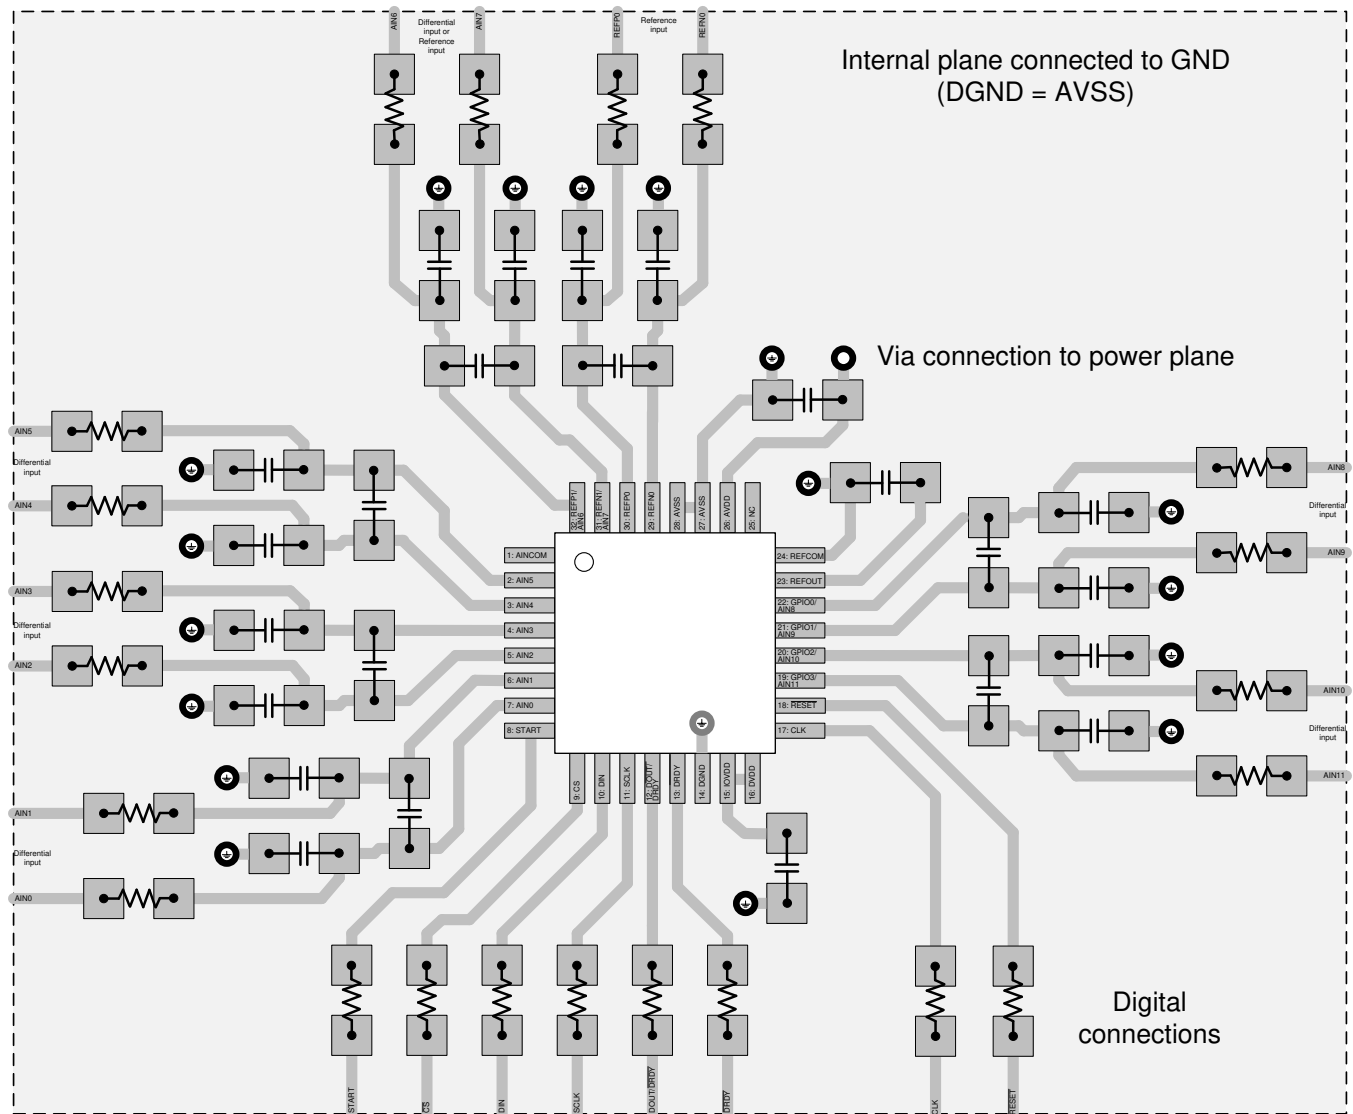 AIN6
Differential
input or
Reference
input
AIN7
REFP0
Reference
input
REFN0
Internal plane connected to GND
(DGND = AVSS)
Via connection to power plane
AIN5
Differential
input
AIN4
AIN3
Differential
input
AIN2
AIN1
Differential
input
AIN0
32: REFP1/
AIN6
31: REFN1/
AIN7
30: REFP0
29: REFN0
28: AVSS
27: AVSS
26: AVDD
25: NC
1: AINCOM
2: AIN5
3: AIN4
4: AIN3
5: AIN2
6: AIN1
7: AIN0
8: START
24: REFCOM
23: REFOUT
22: GPIO0/
AIN8
21: GPIO1/
AIN9
20: GPIO2/
AIN10
19: GPIO3/
AIN11
18: RESET
17: CLK
9: CS
10: DIN
11: SCLK
12: DOUT/
DRDY
13: DRDY
14: DGND
15: IOVDD
16: DVDD
AIN8
Differential
input
AIN9
AIN10
Differential
input
AIN11
START
CS
DIN
SCLK
DOUT/DRDY
DRDY
CLK
RESET
Digital
connections